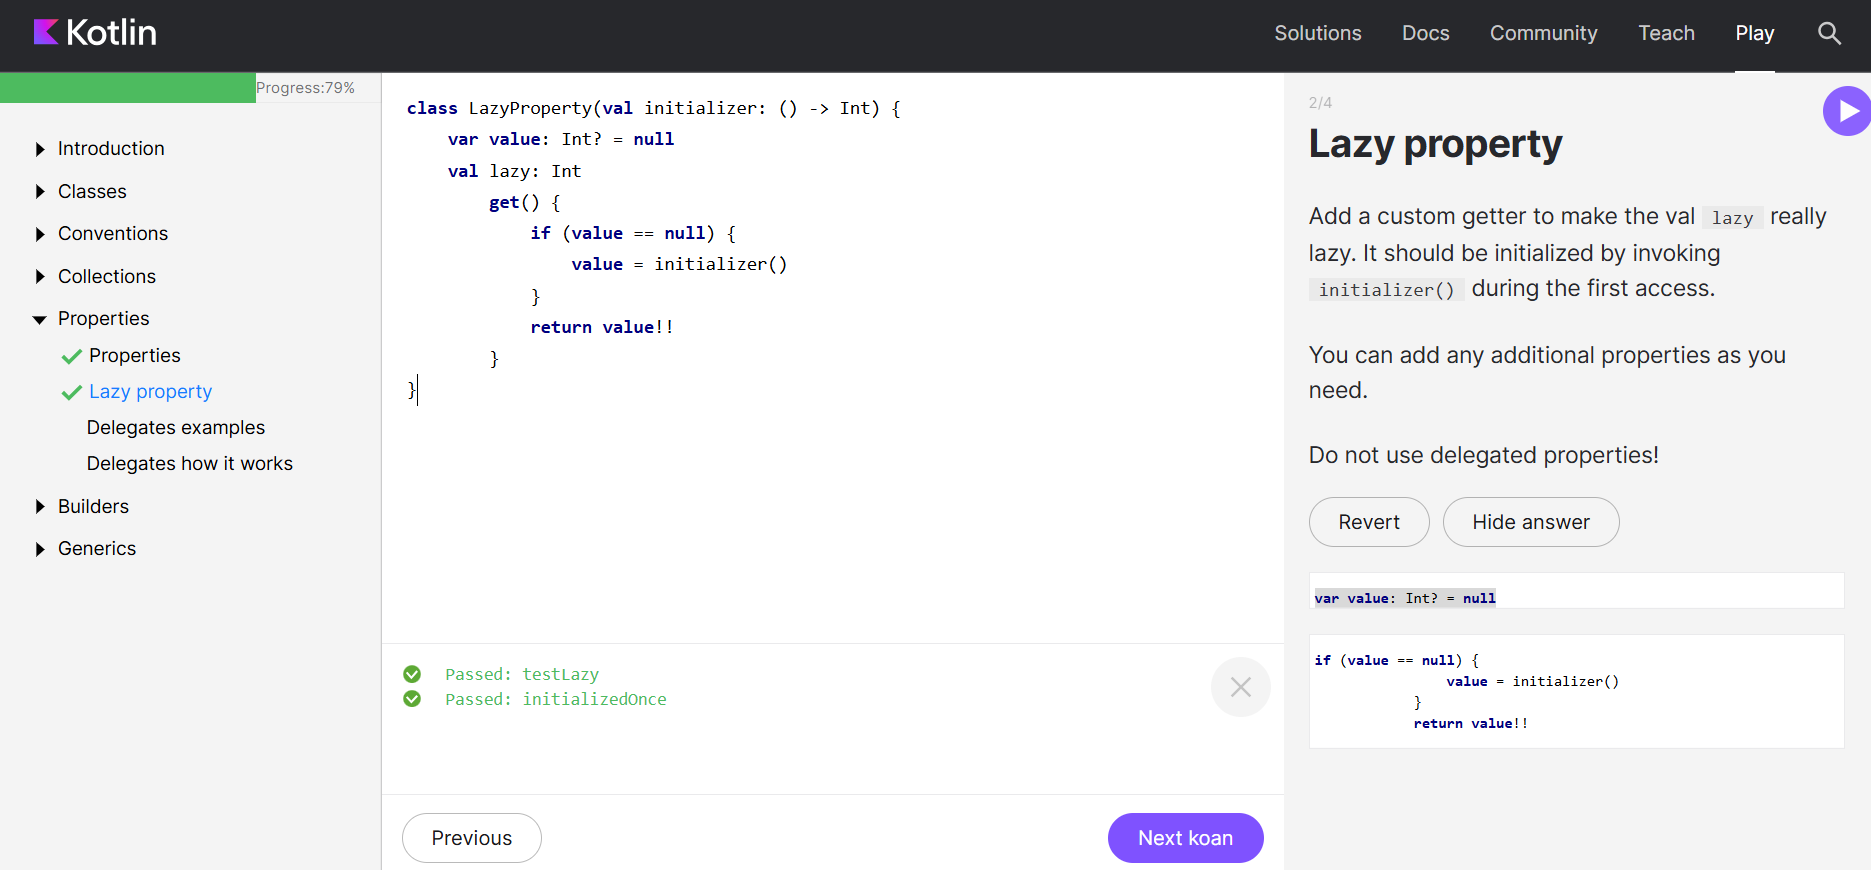 Kotlin
Solutions Docs Community Teach Play
Progress:79%
Introduction
Classes
Conventions
Collections
Properties
Properties
Lazy property
Delegates examples
Delegates how it works
Builders
Generics
class LazyProperty(val initializer: () -> Int) {
    var value: Int? = null
    val lazy: Int
        get() {
            if (value == null) {
                value = initializer()
            }
            return value!!
        }
}
Passed: testLazy
Passed: initializedOnce
Previous
Next koan
2/4
Lazy property
Add a custom getter to make the val lazy really
lazy. It should be initialized by invoking
initializer() during the first access.
You can add any additional properties as you
need.
Do not use delegated properties!
Revert
Hide answer
var value: Int? = null
if (value == null) {
                value = initializer()
            }
            return value!!